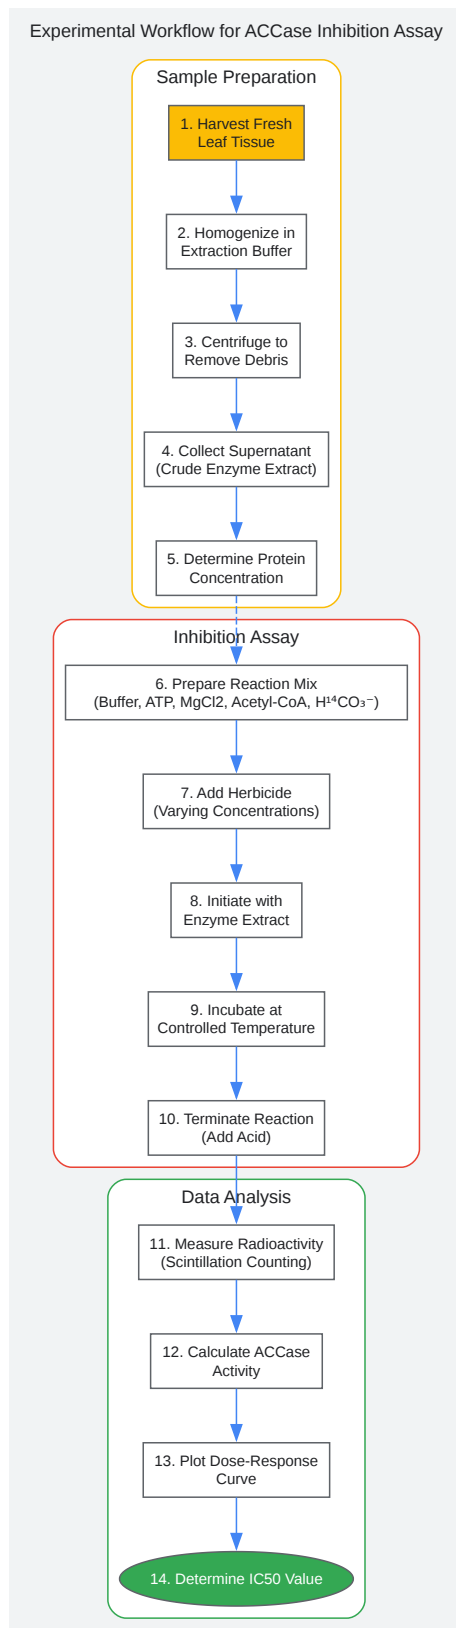 Experimental Workflow for ACCase Inhibition Assay
Sample Preparation
1. Harvest Fresh
Leaf Tissue
2. Homogenize in
Extraction Buffer
3. Centrifuge to
Remove Debris
4. Collect Supernatant
(Crude Enzyme Extract)
5. Determine Protein
Concentration
Inhibition Assay
6. Prepare Reaction Mix
(Buffer, ATP, MgCl2, Acetyl-CoA, H¹⁴CO₃⁻)
7. Add Herbicide
(Varying Concentrations)
8. Initiate with
Enzyme Extract
9. Incubate at
Controlled Temperature
10. Terminate Reaction
(Add Acid)
Data Analysis
11. Measure Radioactivity
(Scintillation Counting)
12. Calculate ACCase
Activity
13. Plot Dose-Response
Curve
14. Determine IC50 Value